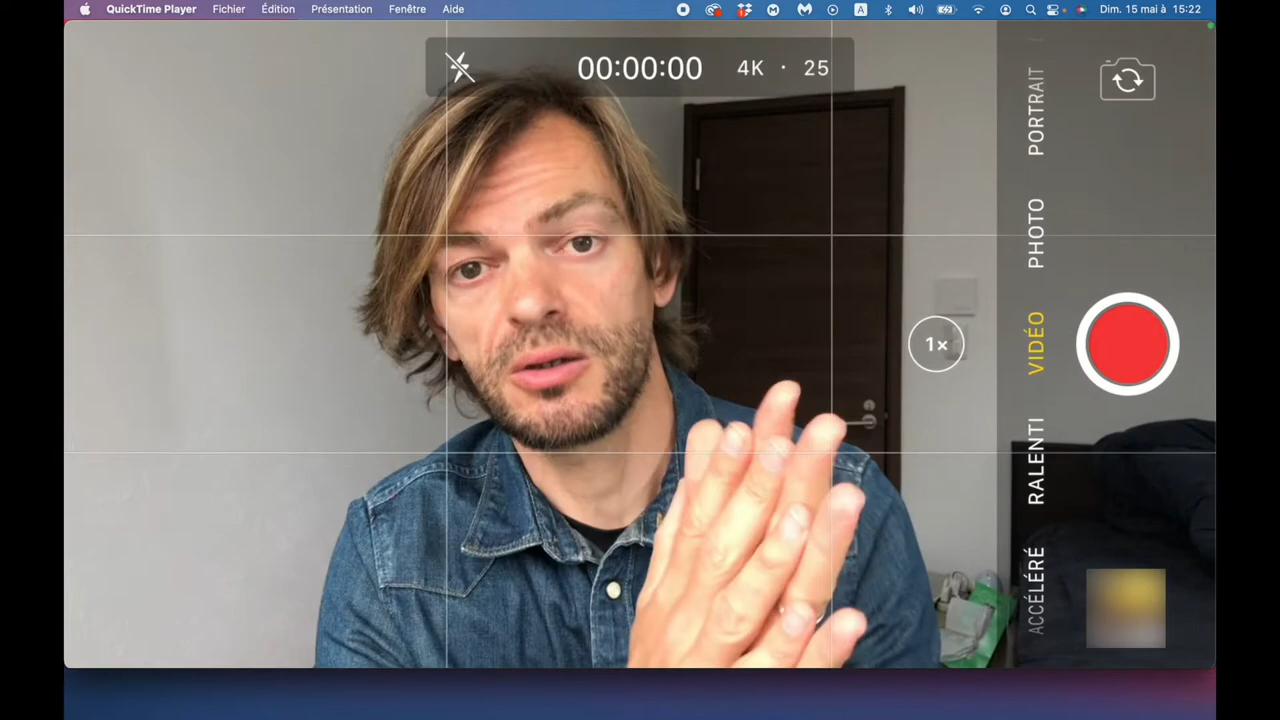 QuickTime Player Fichier Édition Présentation Fenêtre Aide A Dim. 15 mai à 15:22
00:00:00 4K · 25
PORTRAIT
PHOTO
VIDÉO
RALENTI
ACCÉLÉRÉ
1×